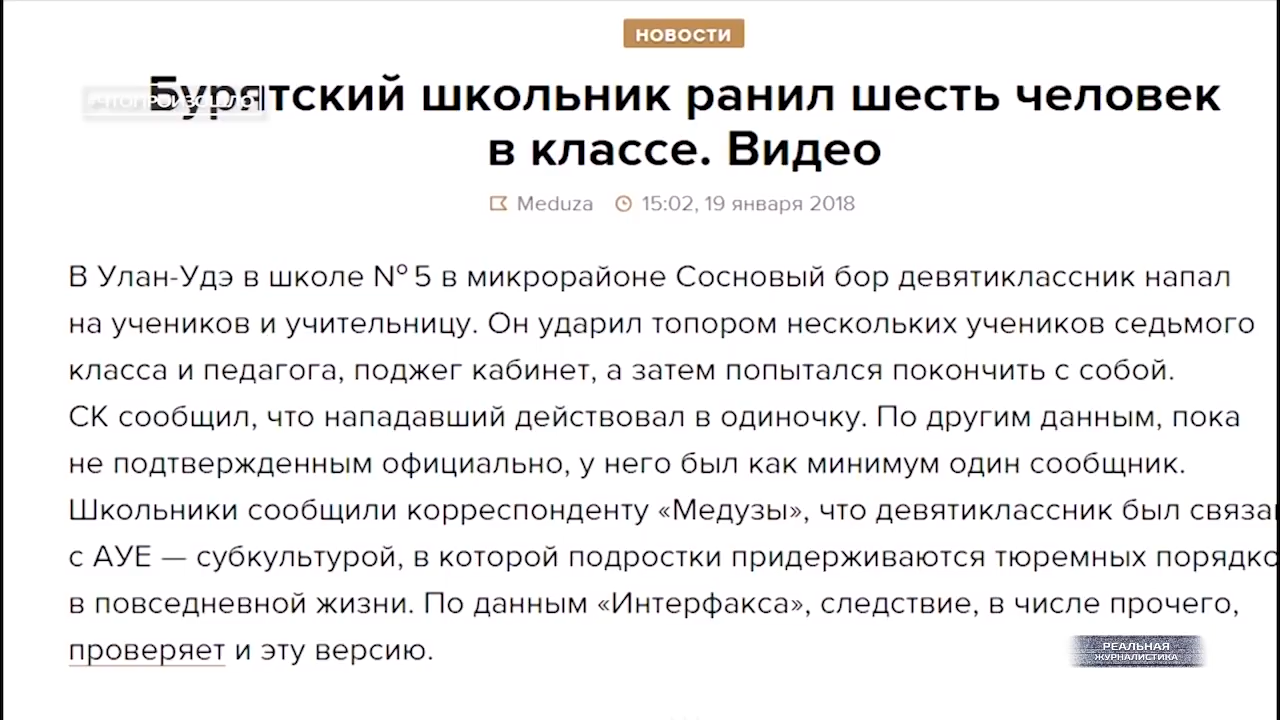 НОВОСТИ
#ЧТОПРОИЗОШЛО
Бурятский школьник ранил шесть человек
в классе. Видео
Meduza 15:02, 19 января 2018
В Улан-Удэ в школе № 5 в микрорайоне Сосновый бор девятиклассник напал
на учеников и учительницу. Он ударил топором нескольких учеников седьмого
класса и педагога, поджег кабинет, а затем попытался покончить с собой.
СК сообщил, что нападавший действовал в одиночку. По другим данным, пока
не подтвержденным официально, у него был как минимум один сообщник.
Школьники сообщили корреспонденту «Медузы», что девятиклассник был связа
с АУЕ — субкультурой, в которой подростки придерживаются тюремных порядко
в повседневной жизни. По данным «Интерфакса», следствие, в числе прочего,
проверяет и эту версию.
РЕАЛЬНАЯ
ЖУРНАЛИСТИКА